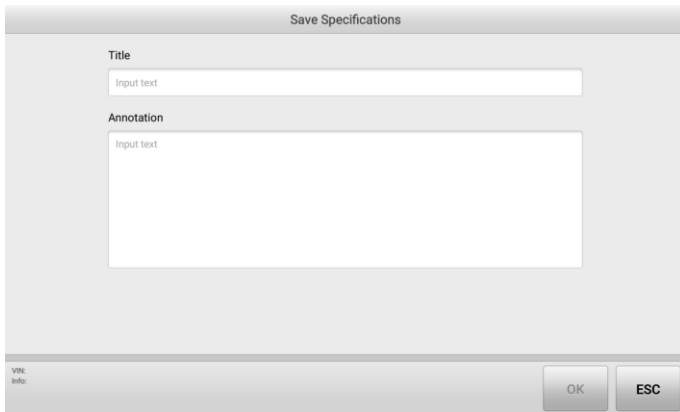 Save Specifications
Title
Input text
Annotation
Input text
VIN:
Info:
OK
ESC